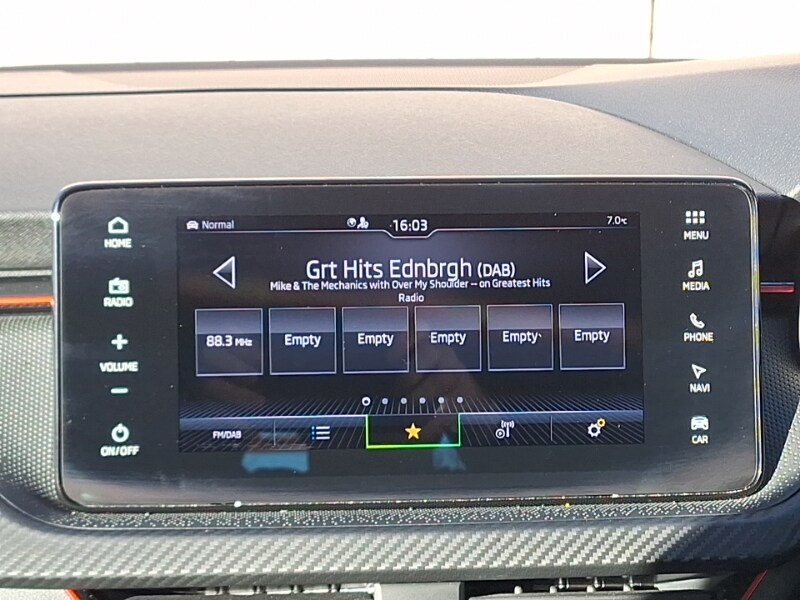 Normal 16:03 7.0°C
HOME
RADIO
VOLUME
ON/OFF
Grt Hits Ednbrgh (DAB)
Mike & The Mechanics with Over My Shoulder -- on Greatest Hits
Radio
88.3 MHz Empty Empty Empty Empty Empty
FM/DAB
MENU
MEDIA
PHONE
NAVI
CAR